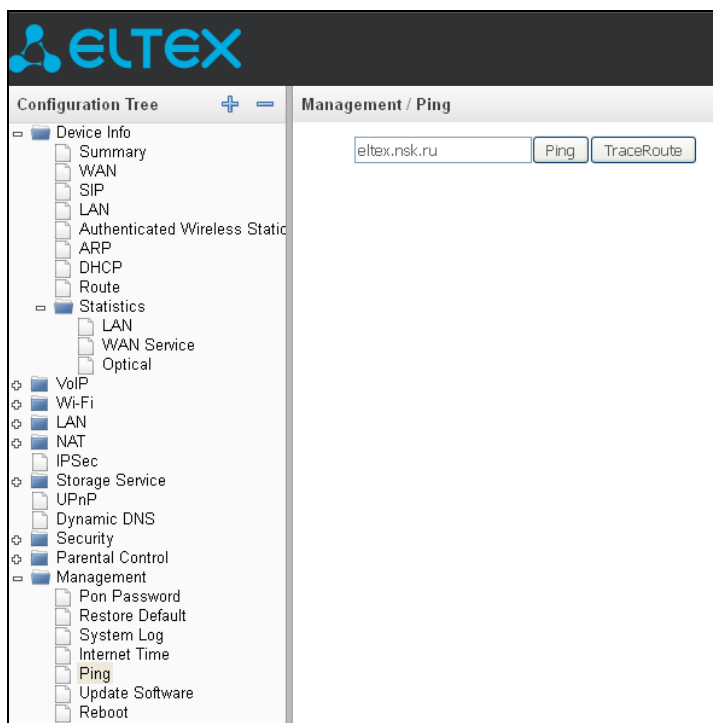 ELTEX
Configuration Tree
Management / Ping
eltex.nsk.ru Ping TraceRoute
Device Info
Summary
WAN
SIP
LAN
Authenticated Wireless Static
ARP
DHCP
Route
Statistics
LAN
WAN Service
Optical
VoIP
Wi-Fi
LAN
NAT
IPSec
Storage Service
UPnP
Dynamic DNS
Security
Parental Control
Management
Pon Password
Restore Default
System Log
Internet Time
Ping
Update Software
Reboot